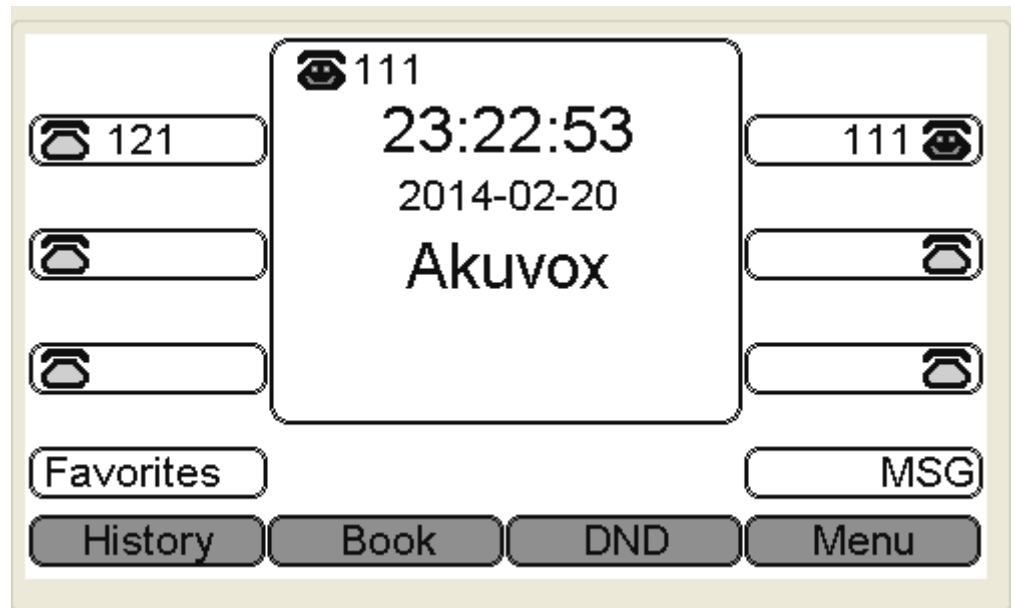 111
23:22:53
121
111
2014-02-20
Akuvox
Favorites
MSG
History Book DND Menu